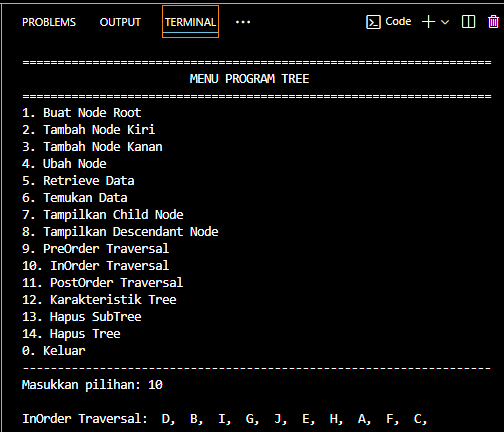 PROBLEMS OUTPUT TERMINAL ... Code
====================================================================
MENU PROGRAM TREE
====================================================================
1. Buat Node Root
2. Tambah Node Kiri
3. Tambah Node Kanan
4. Ubah Node
5. Retrieve Data
6. Temukan Data
7. Tampilkan Child Node
8. Tampilkan Descendant Node
9. PreOrder Traversal
10. InOrder Traversal
11. PostOrder Traversal
12. Karakteristik Tree
13. Hapus SubTree
14. Hapus Tree
0. Keluar
--------------------------------------------------------------------
Masukkan pilihan: 10
InOrder Traversal:  D,  B,  I,  G,  J,  E,  H,  A,  F,  C,